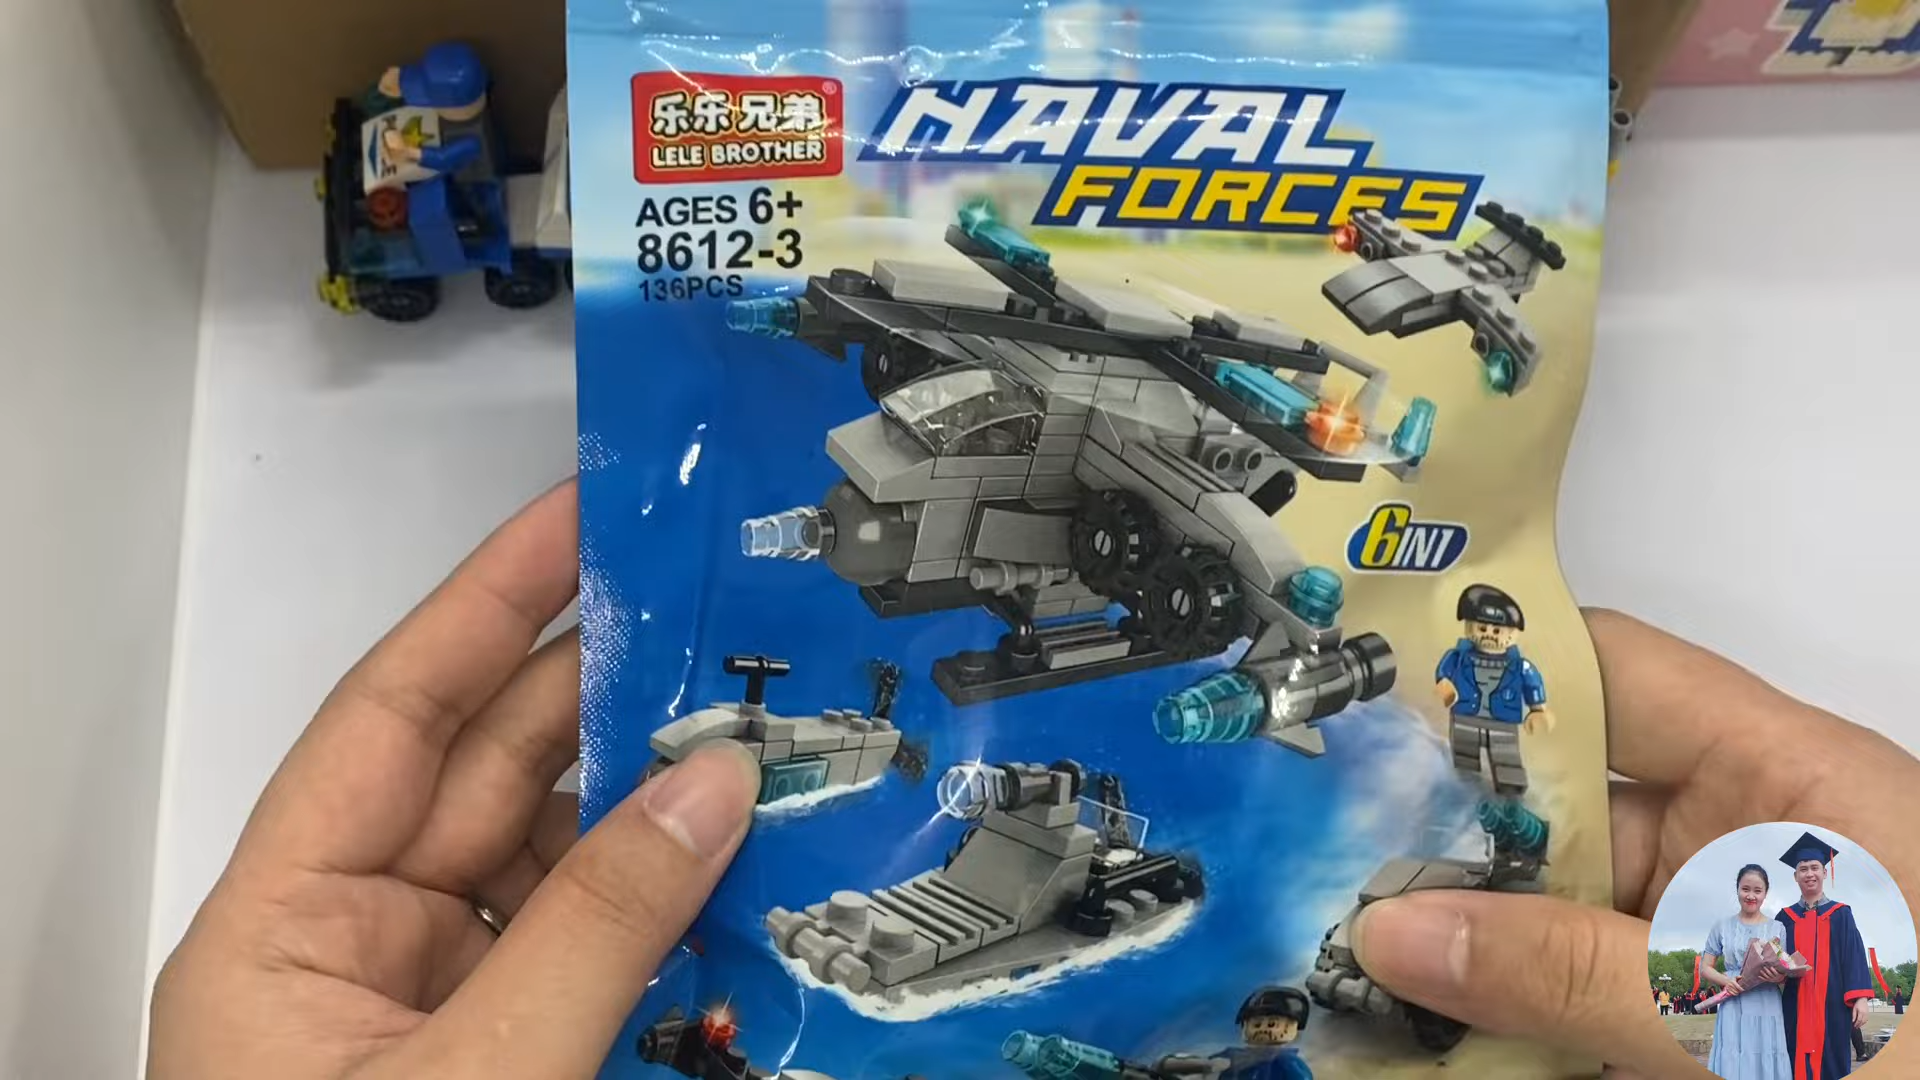 乐乐兄弟
LELE BROTHER
NAVAL
FORCES
AGES 6+
8612-3
136PCS
6IN1